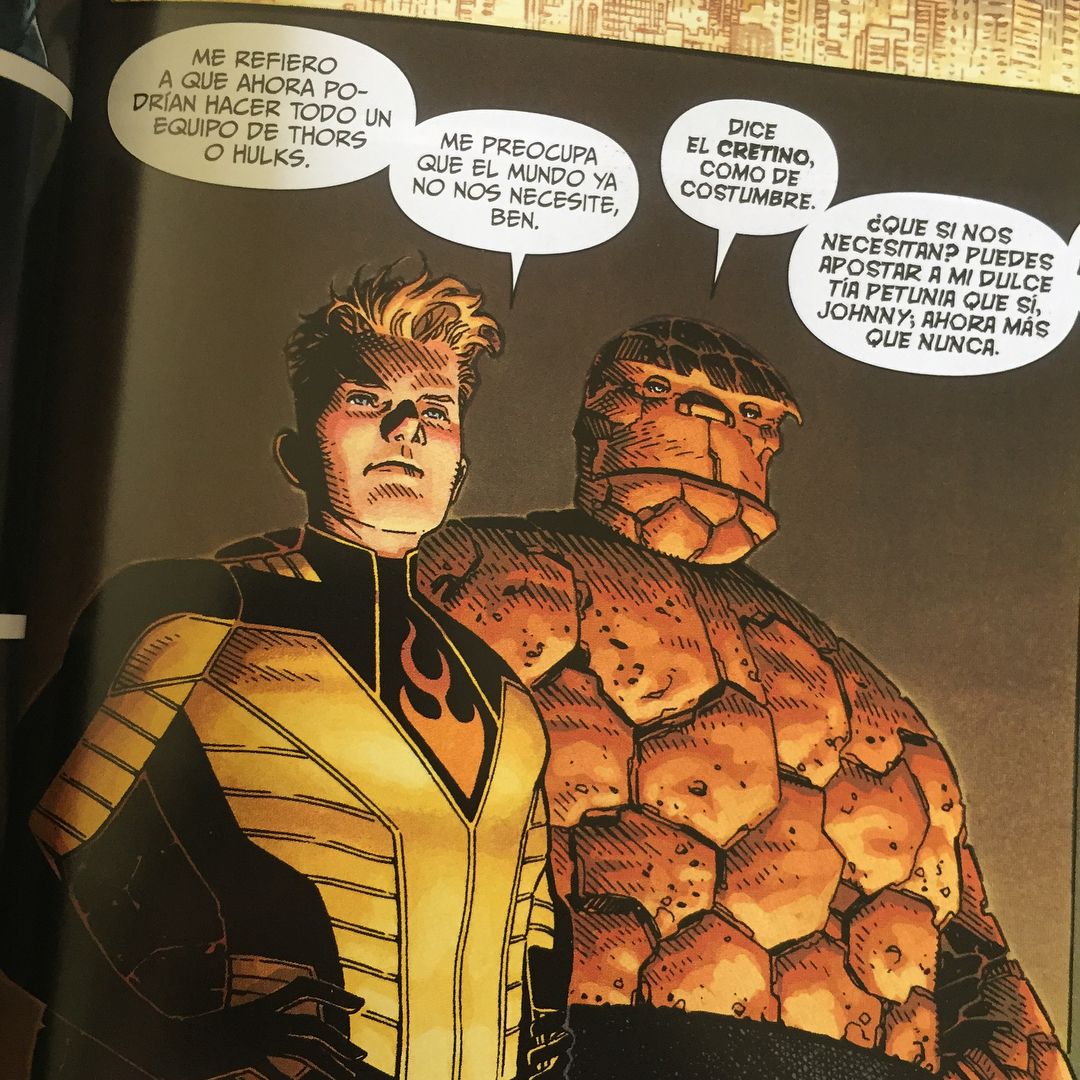 ME REFIERO
A QUE AHORA PO-
DRÍAN HACER TODO UN
EQUIPO DE THORS
O HULKS.
ME PREOCUPA
QUE EL MUNDO YA
NO NOS NECESITE,
BEN.
DICE
EL CRETINO,
COMO DE
COSTUMBRE.
¿QUE SI NOS
NECESITAN? PUEDES
APOSTAR A MI DULCE
TÍA PETUNIA QUE SÍ,
JOHNNY; AHORA MÁS
QUE NUNCA.